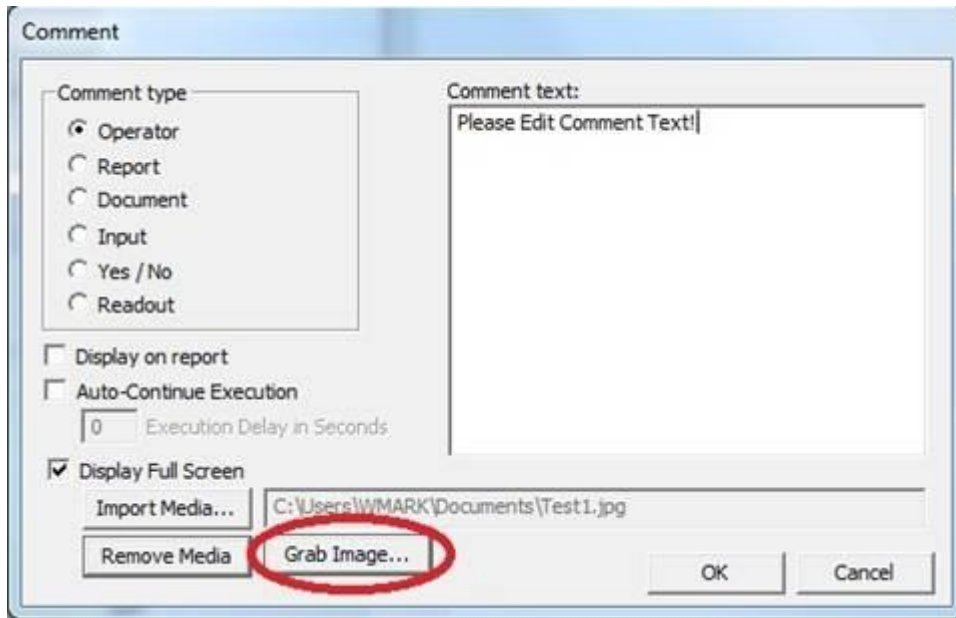 Comment
Comment type
Operator
Report
Document
Input
Yes / No
Readout
Comment text:
Please Edit Comment Text!
Display on report
Auto-Continue Execution
0 Execution Delay in Seconds
Display Full Screen
Import Media... C:\Users\WMARK\Documents\Test1.jpg
Remove Media Grab Image...
OK Cancel